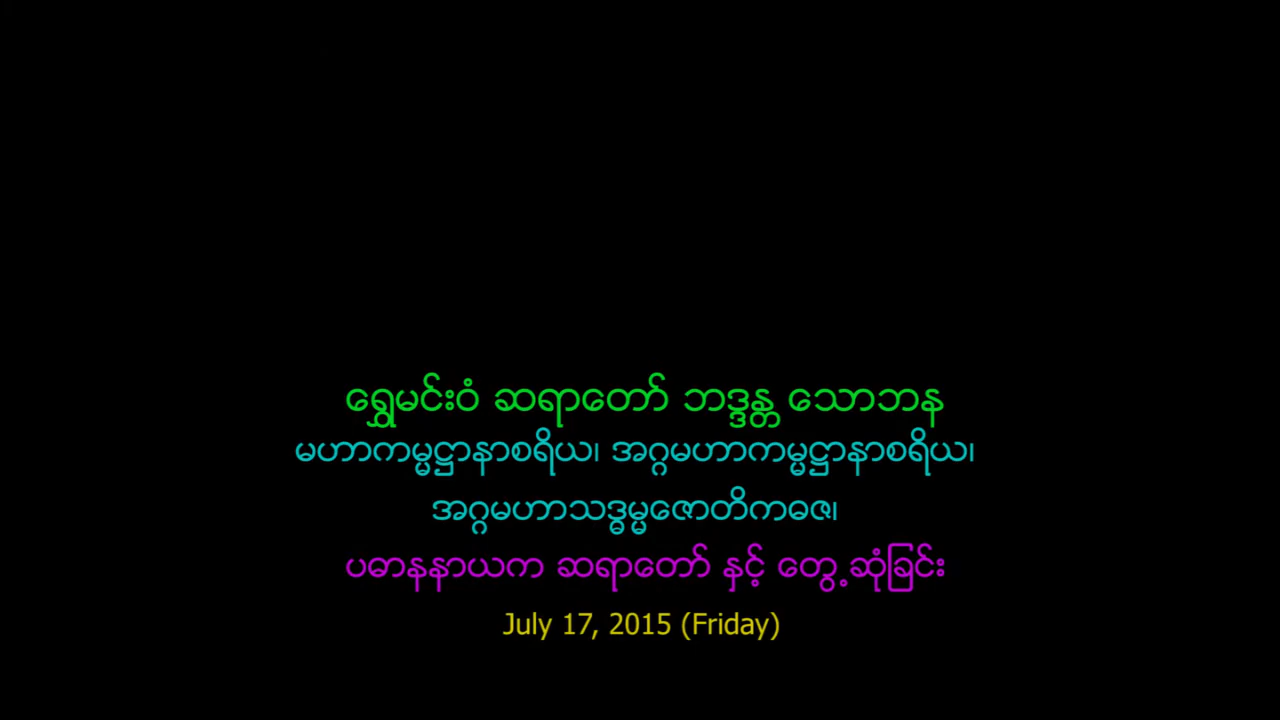 ရွှေမင်းဝံ ဆရာတော် ဘဒ္ဒန္တ သောဘန
မဟာကမ္မဋ္ဌာနာစရိယ၊ အဂ္ဂမဟာကမ္မဋ္ဌာနာစရိယ၊
အဂ္ဂမဟာသဒ္ဓမ္မဇောတိကဓဇ၊
ပဓာနနာယက ဆရာတော် နှင့် တွေ့ဆုံခြင်း
July 17, 2015 (Friday)